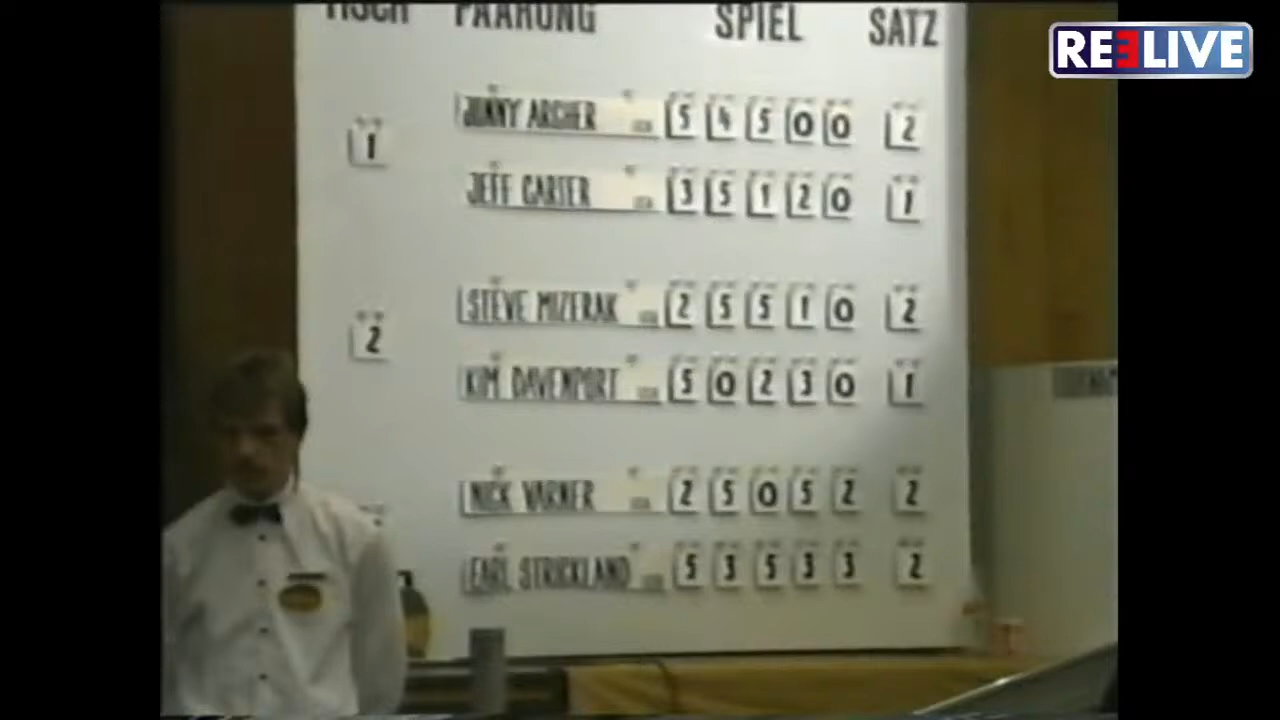 REELIVE
TISCH PAARUNG SPIEL SATZ
JONNY ARCHER 5 4 5 0 0 2
1
JEFF CARTER 3 5 1 2 0 1
STEVE MIZERAK 2 5 5 1 0 2
2
KIM DAVENPORT 5 0 2 3 0 1
NICK VARNER 2 5 0 5 2 2
EARL STRICKLAND 5 3 5 3 3 2